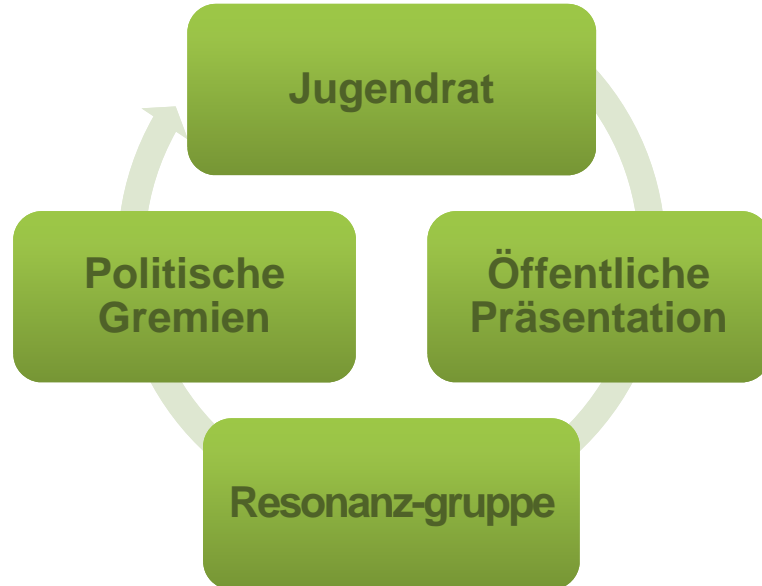 Jugendrat
Politische
Gremien
Öffentliche
Präsentation
Resonanz-gruppe